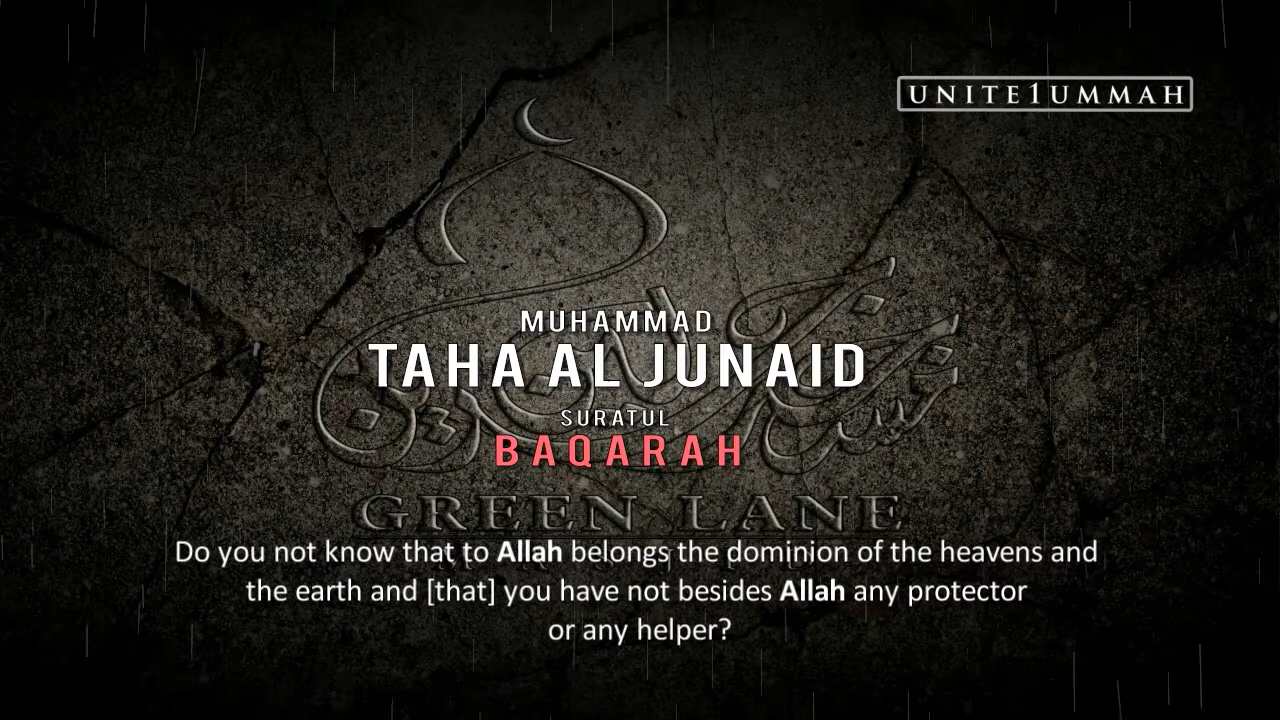 UNITE1UMMAH
MUHAMMAD
TAHA AL JUNAID
SURATUL
BAQARAH
GREEN LANE
Do you not know that to Allah belongs the dominion of the heavens and
the earth and [that] you have not besides Allah any protector
or any helper?